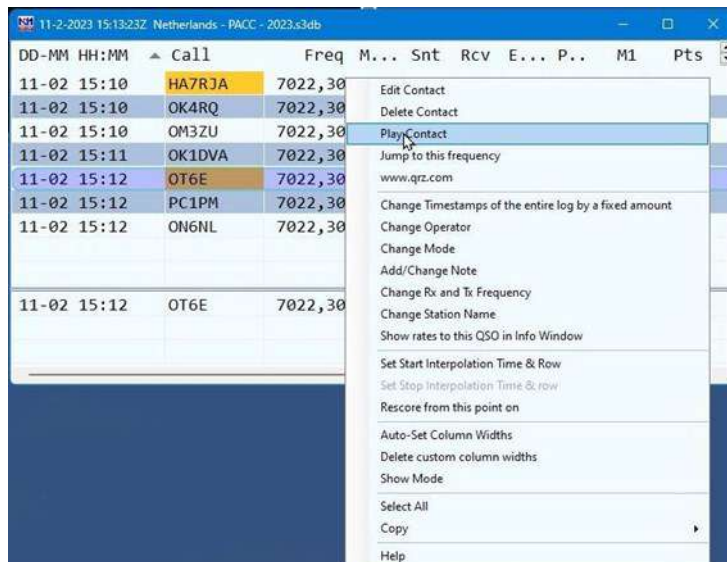 11-2-2023 15:13:23Z Netherlands - PACC - 2023.s3db
DD-MM HH:MM Call Freq M... Snt Rcv E... P.. M1 Pts
11-02 15:10 HA7RJA 7022,30
11-02 15:10 OK4RQ 7022,30
11-02 15:10 OM3ZU 7022,30
11-02 15:11 OK1DVA 7022,30
11-02 15:12 OT6E 7022,30
11-02 15:12 PC1PM 7022,30
11-02 15:12 ON6NL 7022,30
11-02 15:12 OT6E 7022,30
Edit Contact
Delete Contact
Play Contact
Jump to this frequency
www.qrz.com
Change Timestamps of the entire log by a fixed amount
Change Operator
Change Mode
Add/Change Note
Change Rx and Tx Frequency
Change Station Name
Show rates to this QSO in Info Window
Set Start Interpolation Time & Row
Set Stop Interpolation Time & row
Rescore from this point on
Auto-Set Column Widths
Delete custom column widths
Show Mode
Select All
Copy
Help